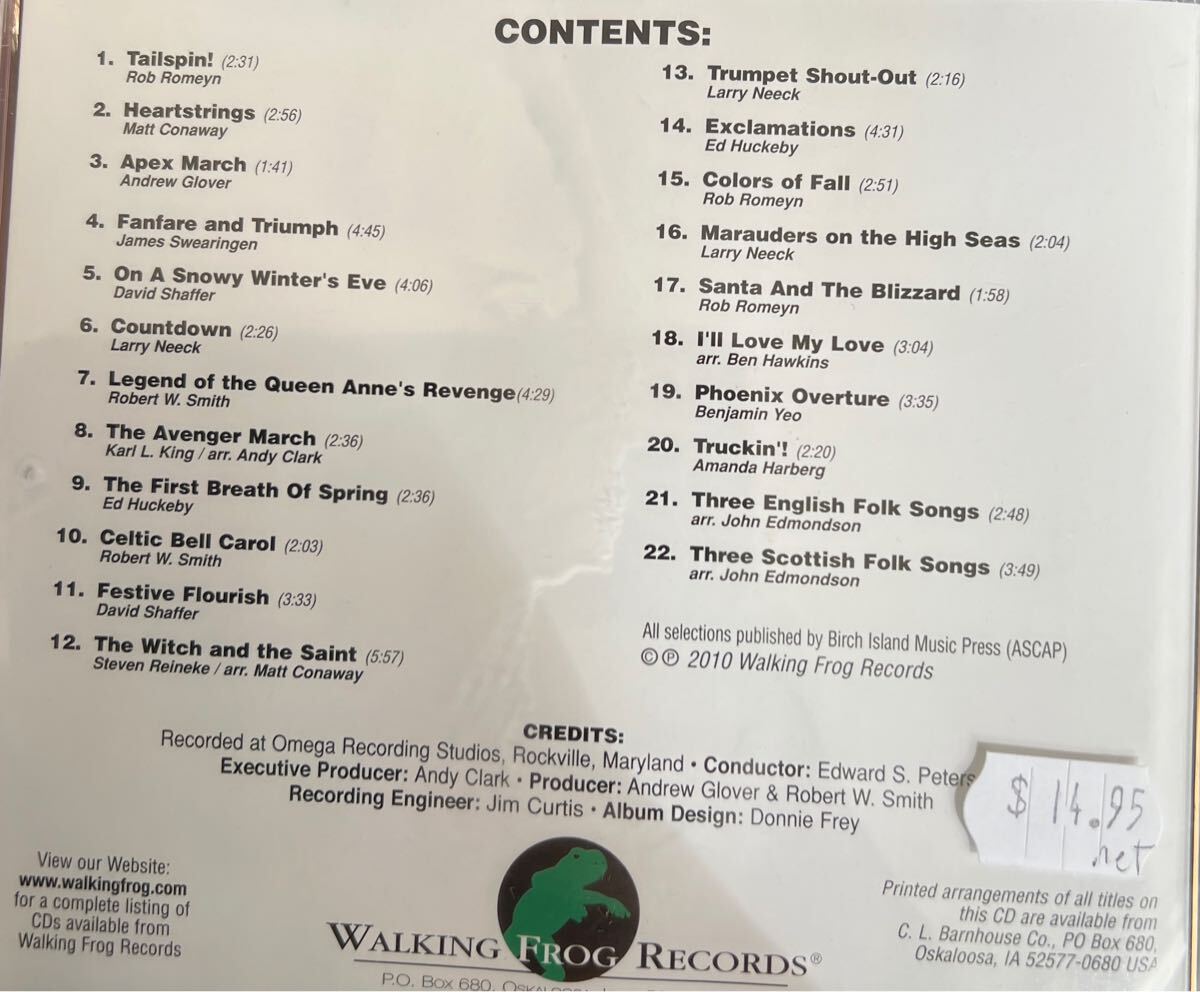 CONTENTS:
1. Tailspin! (2:31)
Rob Romeyn
2. Heartstrings (2:56)
Matt Conaway
3. Apex March (1:41)
Andrew Glover
4. Fanfare and Triumph (4:45)
James Swearingen
5. On A Snowy Winter's Eve (4:06)
David Shaffer
6. Countdown (2:26)
Larry Neeck
7. Legend of the Queen Anne's Revenge(4:29)
Robert W. Smith
8. The Avenger March (2:36)
Karl L. King / arr. Andy Clark
9. The First Breath Of Spring (2:36)
Ed Huckeby
10. Celtic Bell Carol (2:03)
Robert W. Smith
11. Festive Flourish (3:33)
David Shaffer
12. The Witch and the Saint (5:57)
Steven Reineke / arr. Matt Conaway
13. Trumpet Shout-Out (2:16)
Larry Neeck
14. Exclamations (4:31)
Ed Huckeby
15. Colors of Fall (2:51)
Rob Romeyn
16. Marauders on the High Seas (2:04)
Larry Neeck
17. Santa And The Blizzard (1:58)
Rob Romeyn
18. I'll Love My Love (3:04)
arr. Ben Hawkins
19. Phoenix Overture (3:35)
Benjamin Yeo
20. Truckin'! (2:20)
Amanda Harberg
21. Three English Folk Songs (2:48)
arr. John Edmondson
22. Three Scottish Folk Songs (3:49)
arr. John Edmondson
All selections published by Birch Island Music Press (ASCAP)
©℗ 2010 Walking Frog Records
CREDITS:
Recorded at Omega Recording Studios, Rockville, Maryland • Conductor: Edward S. Peters
Executive Producer: Andy Clark • Producer: Andrew Glover & Robert W. Smith
Recording Engineer: Jim Curtis • Album Design: Donnie Frey
$14.95
net
View our Website:
www.walkingfrog.com
for a complete listing of
CDs available from
Walking Frog Records
WALKING FROG RECORDS®
P.O. Box 680,
Printed arrangements of all titles on
this CD are available from
C. L. Barnhouse Co., PO Box 680,
Oskaloosa, IA 52577-0680 USA